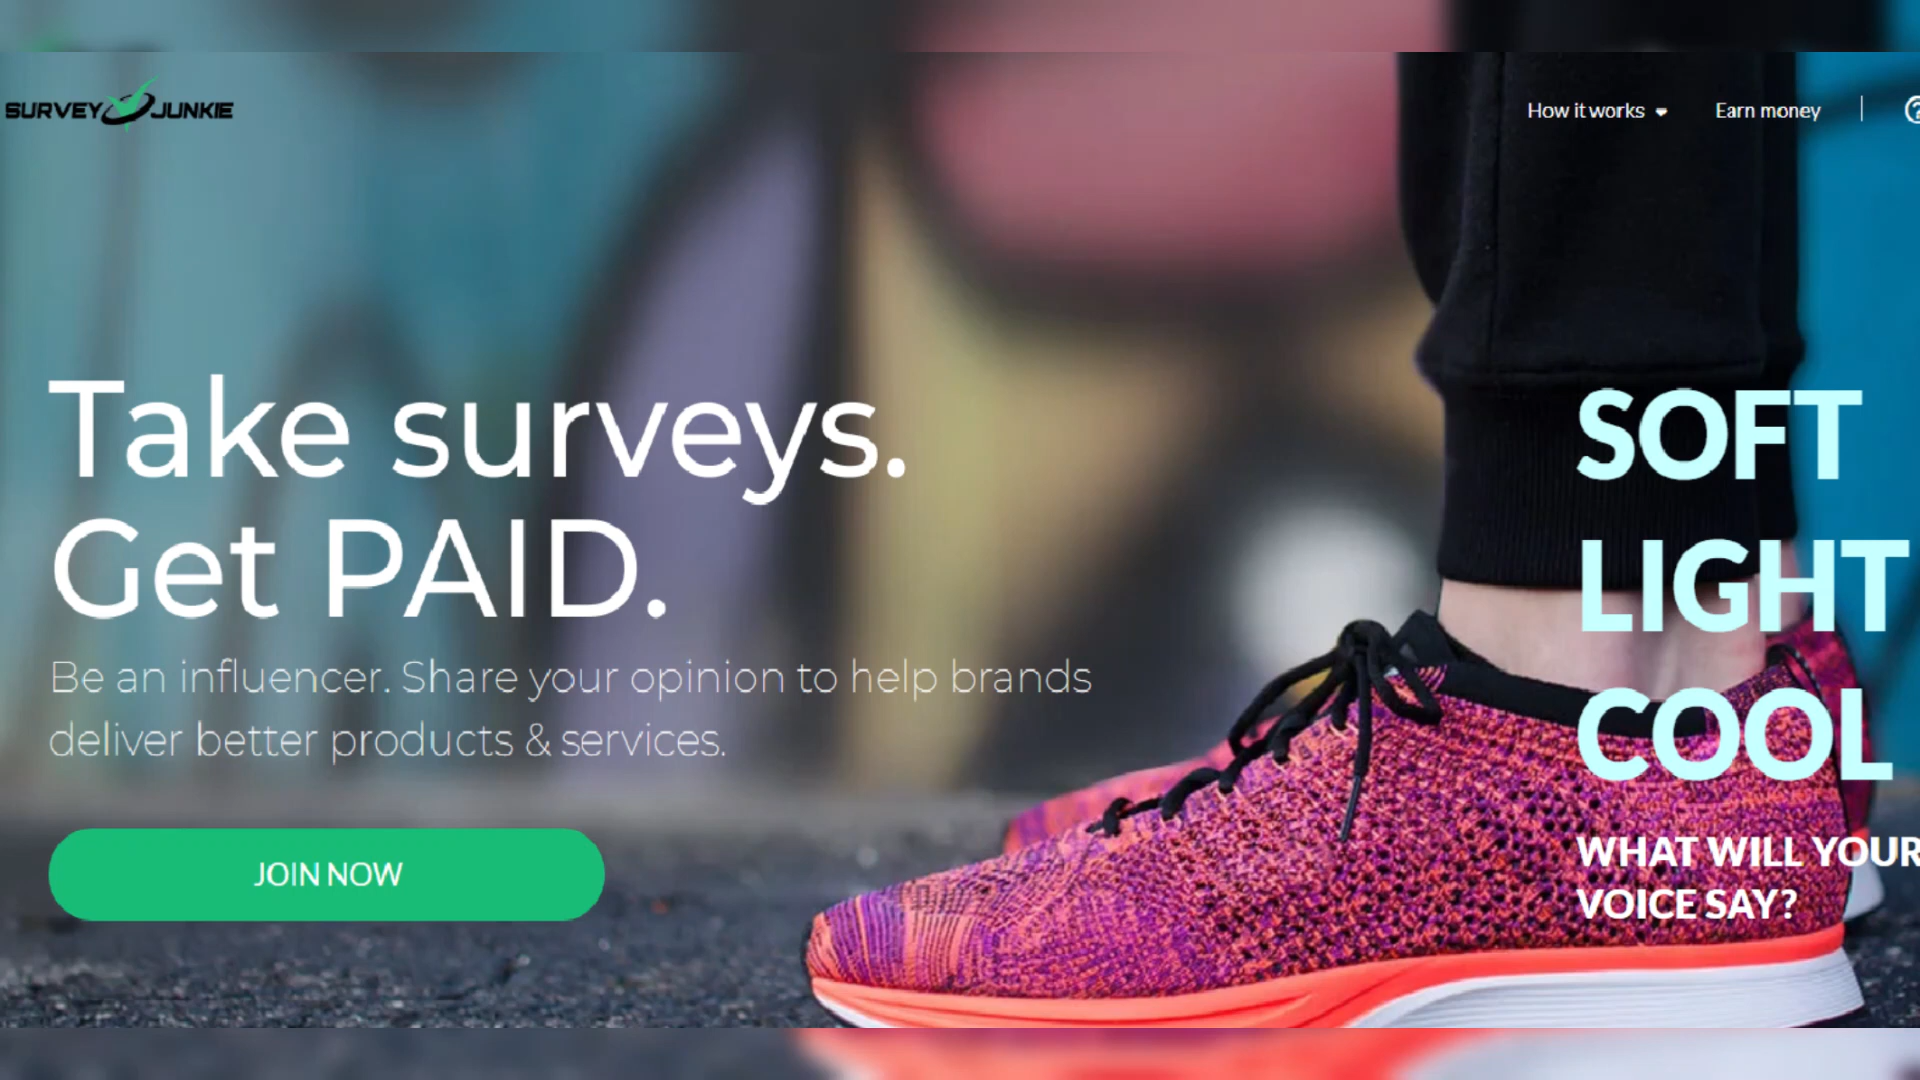 SURVEY JUNKIE
How it works
Earn money
Take surveys.
Get PAID.
Be an influencer. Share your opinion to help brands
deliver better products & services.
JOIN NOW
SOFT
LIGHT
COOL
WHAT WILL YOUR
VOICE SAY?